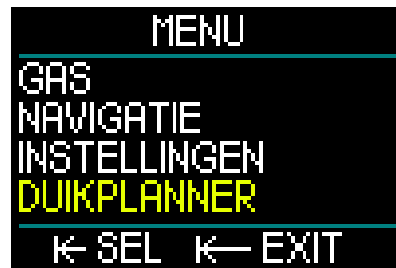 MENU
GAS
NAVIGATIE
INSTELLINGEN
DUIKPLANNER
SEL EXIT